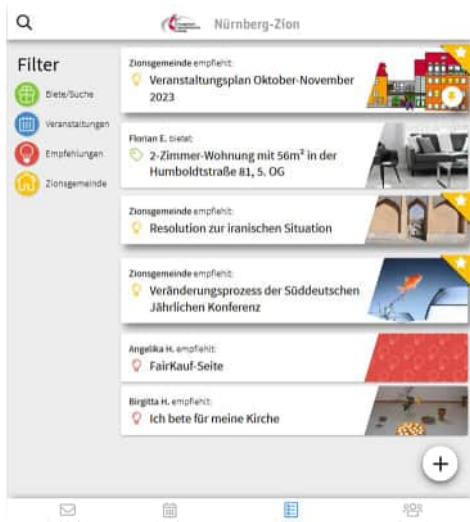 Nürnberg-Zion
Filter
Biete/Suche
Veranstaltungen
Empfehlungen
Zionsgemeinde
Zionsgemeinde empfiehlt:
Veranstaltungsplan Oktober-November
2023
Florian E. bietet:
2-Zimmer-Wohnung mit 56m² in der
Humboldtstraße 81, 5. OG
Zionsgemeinde empfiehlt:
Resolution zur iranischen Situation
Zionsgemeinde empfiehlt:
Veränderungsprozess der Süddeutschen
Jährlichen Konferenz
Angelika H. empfiehlt:
FairKauf-Seite
Birgitta H. empfiehlt:
Ich bete für meine Kirche